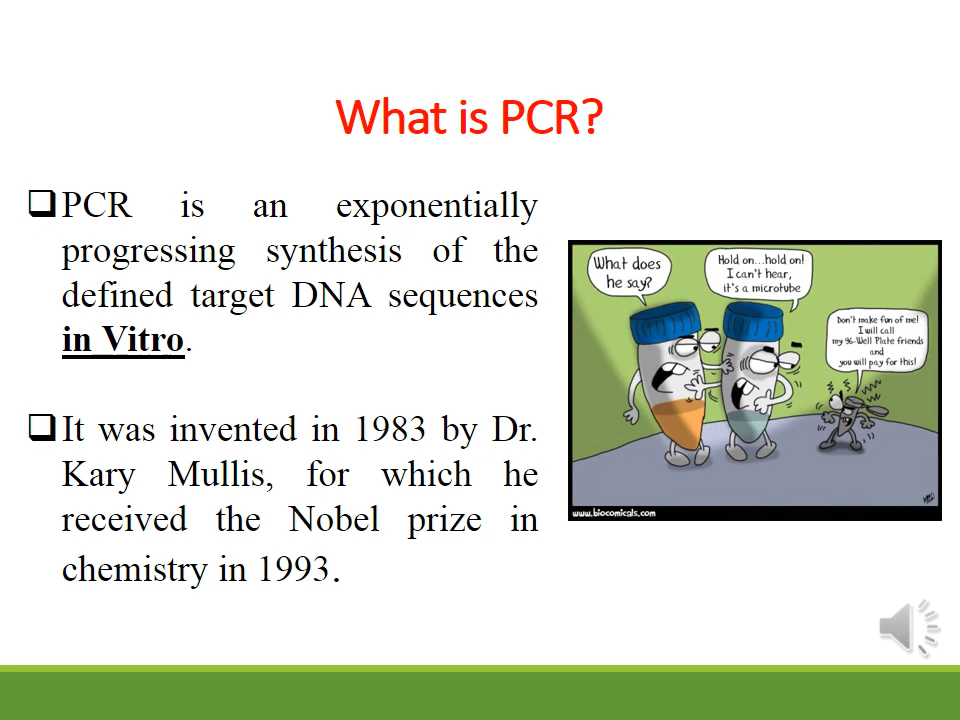 What is PCR?
PCR is an exponentially
progressing synthesis of the
defined target DNA sequences
in Vitro.
It was invented in 1983 by Dr.
Kary Mullis, for which he
received the Nobel prize in
chemistry in 1993.
What does
he say?
Hold on...hold on!
I can't hear,
it's a microtube
Don't make fun of me!
I will call
my 96-Well Plate friends
and
you will pay for this!
www.biocomicals.com